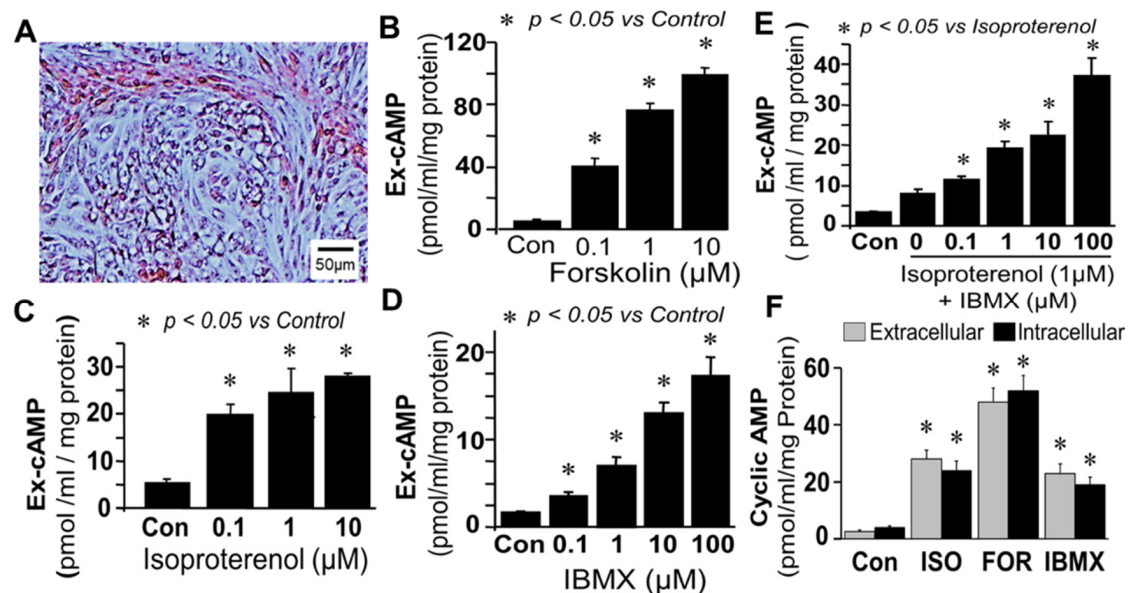 A
50µm
B
* p < 0.05 vs Control
Ex-cAMP
(pmol/ml/mg protein)
120
80
40
0
*
*
*
Con 0.1 1 10
Forskolin (µM)
C
* p < 0.05 vs Control
Ex-cAMP
(pmol /ml / mg protein)
30
20
10
0
*
*
*
Con 0.1 1 10
Isoproterenol (µM)
D
* p < 0.05 vs Control
Ex-cAMP
(pmol/ml/mg protein)
20
10
0
*
*
*
*
Con 0.1 1 10 100
IBMX (µM)
E
* p < 0.05 vs Isoproterenol
Ex-cAMP
( pmol /ml / mg protein)
40
30
20
10
0
*
*
*
*
Con 0 0.1 1 10 100
Isoproterenol (1µM)
+ IBMX (µM)
F
Extracellular Intracellular
Cyclic AMP
(pmol/ml/mg Protein)
60
40
20
0
* *
* *
* *
Con ISO FOR IBMX